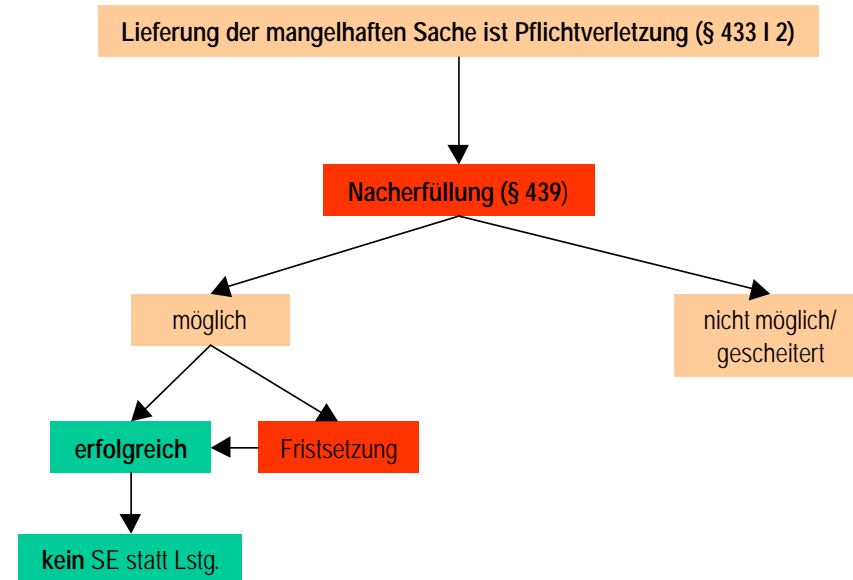 Lieferung der mangelhaften Sache ist Pflichtverletzung (§ 433 I 2)
Nacherfüllung (§ 439)
möglich
nicht möglich/
gescheitert
erfolgreich
Fristsetzung
kein SE statt Lstg.